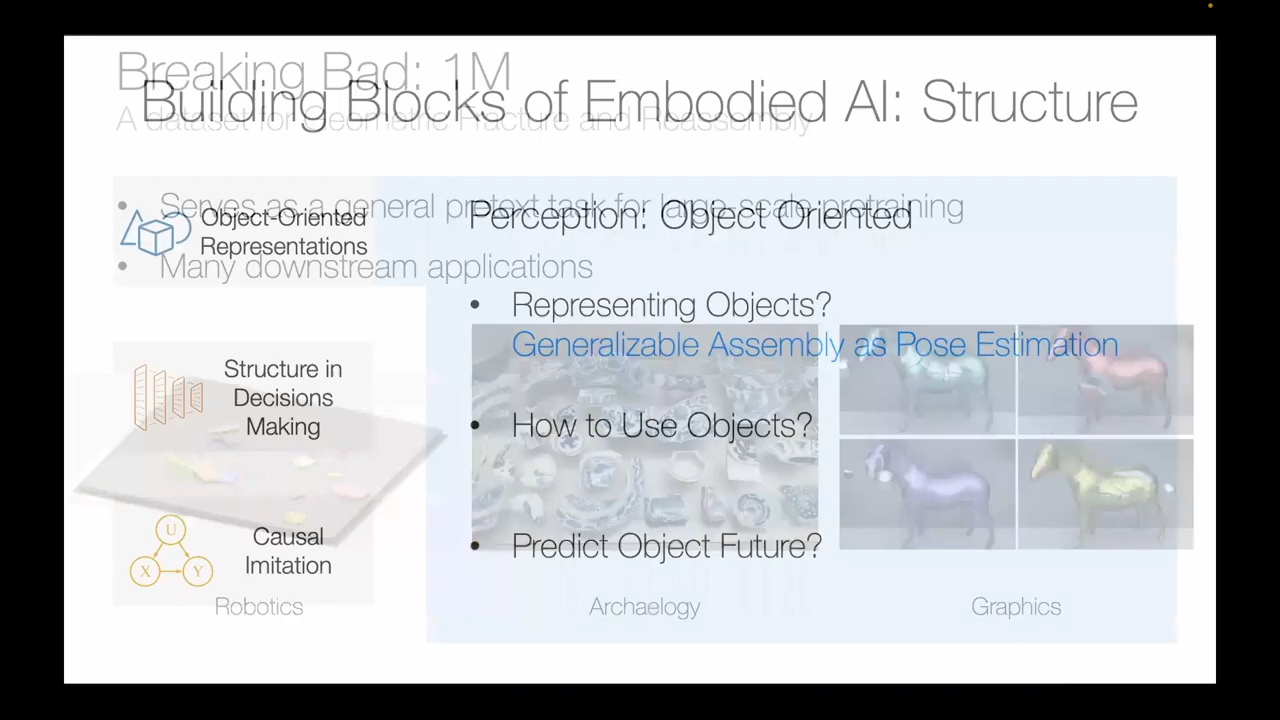 Breaking Bad: 1M
A dataset for Geometric Fracture and Reassembly
Serves as a general pretext task for large-scale pretraining
Many downstream applications
Robotics
Archaelogy
Graphics
Building Blocks of Embodied AI: Structure
Object-Oriented
Representations
Structure in
Decisions
Making
U
X
Y
Causal
Imitation
Perception: Object Oriented
Representing Objects?
Generalizable Assembly as Pose Estimation
How to Use Objects?
Predict Object Future?